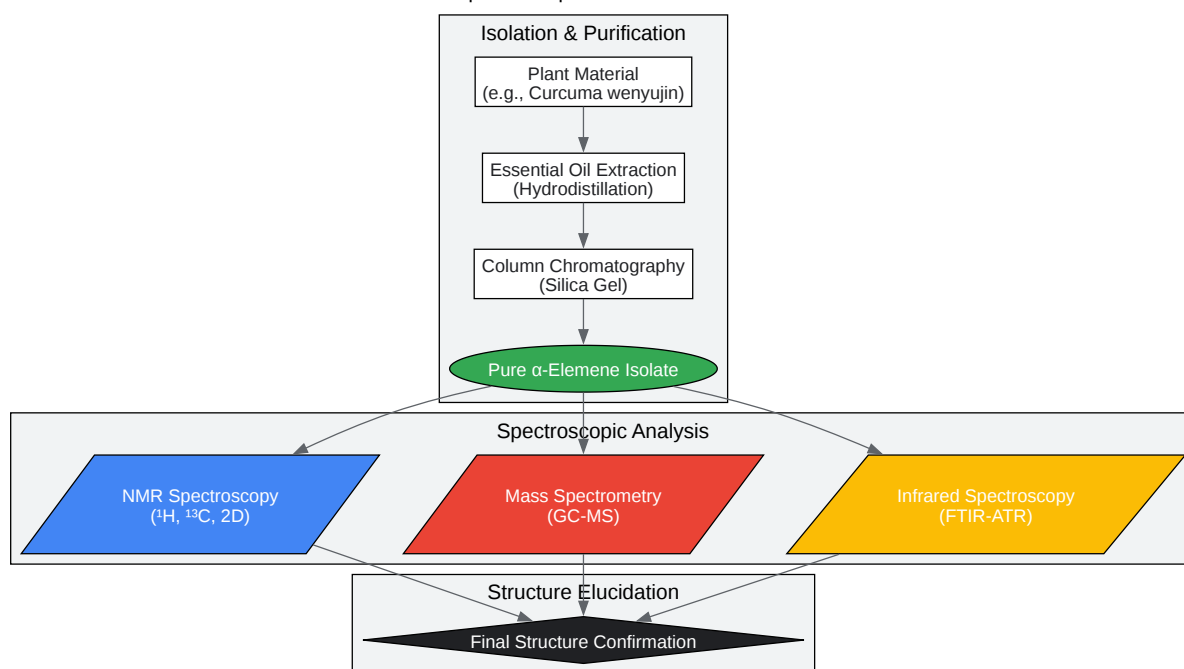 Isolation & Purification
Plant Material
(e.g., Curcuma wenyujin)
Essential Oil Extraction
(Hydrodistillation)
Column Chromatography
(Silica Gel)
Pure α-Elemene Isolate
Spectroscopic Analysis
NMR Spectroscopy
(¹H, ¹³C, 2D)
Mass Spectrometry
(GC-MS)
Infrared Spectroscopy
(FTIR-ATR)
Structure Elucidation
Final Structure Confirmation